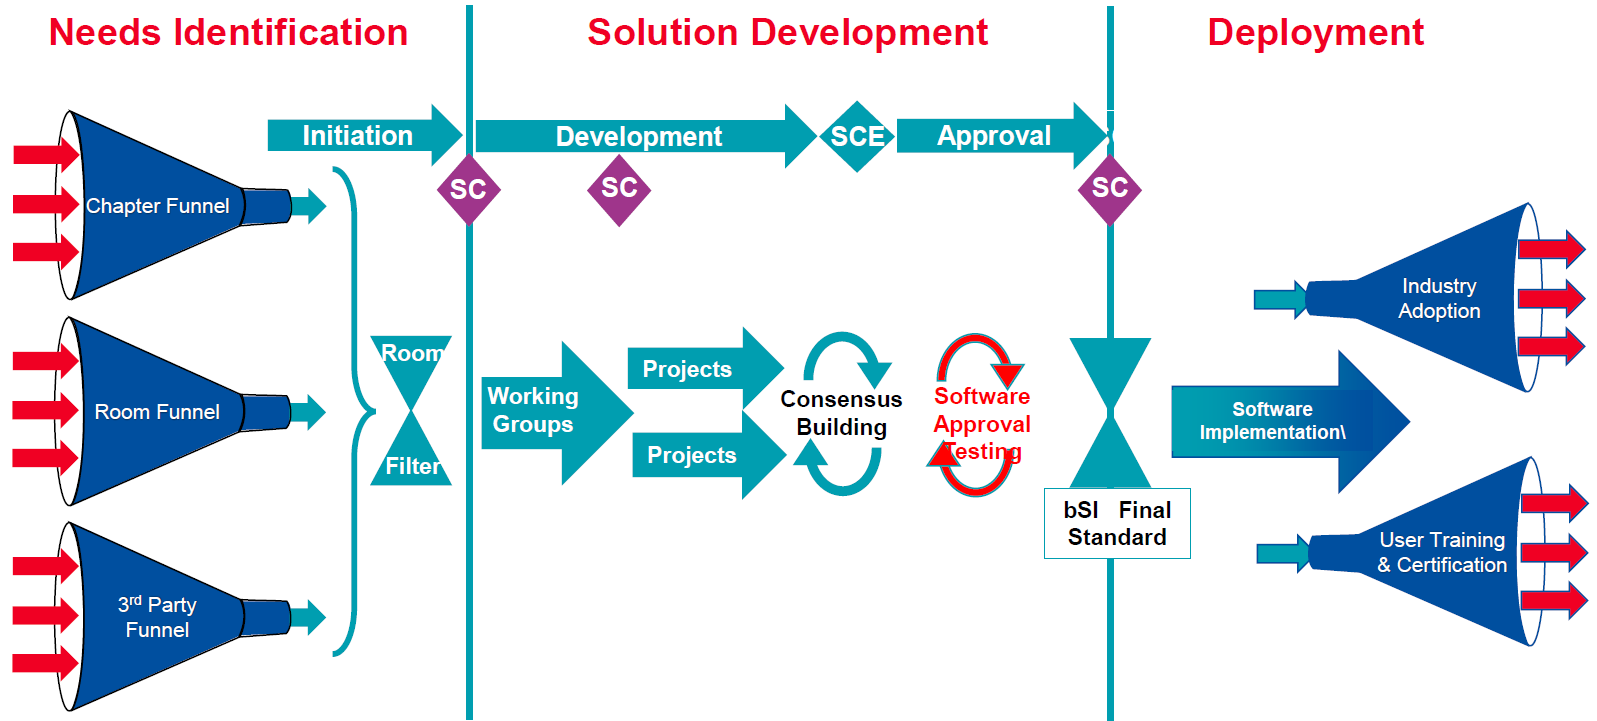 Needs Identification
Solution Development
Deployment
Initiation
Development
SCE
Approval
SC
SC
SC
Chapter Funnel
Room Funnel
3rd Party
Funnel
Room
Filter
Working
Groups
Projects
Projects
Consensus
Building
Software
Approval
Testing
bSI Final
Standard
Software
Implementation\
Industry
Adoption
User Training
& Certification